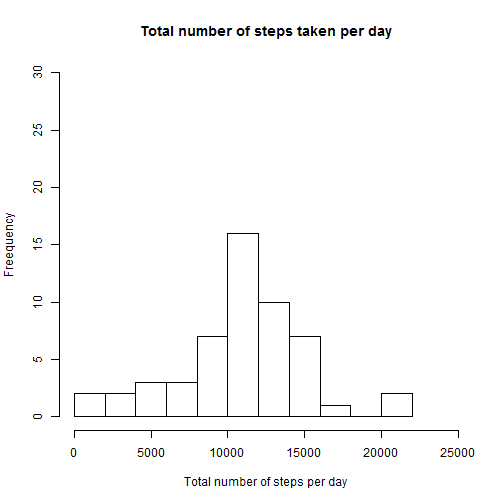 Total number of steps taken per day
30
25
20
15
10
5
0
Freequency
0 5000 10000 15000 20000 25000
Total number of steps per day